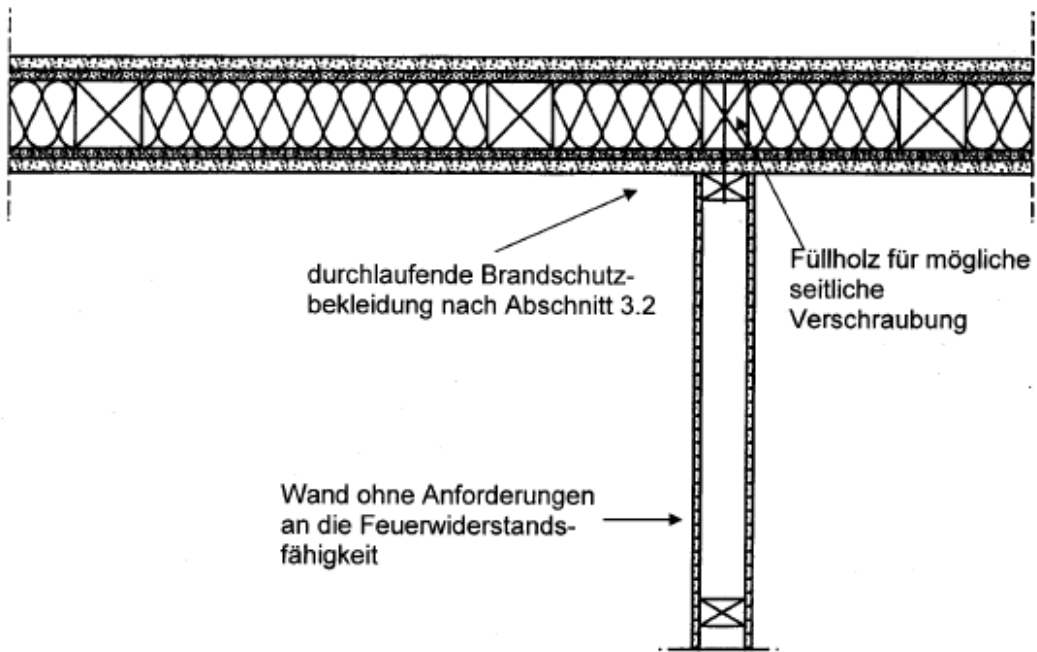 durchlaufende Brandschutz-
bekleidung nach Abschnitt 3.2
Füllholz für mögliche
seitliche
Verschraubung
Wand ohne Anforderungen
an die Feuerwiderstands-
fähigkeit